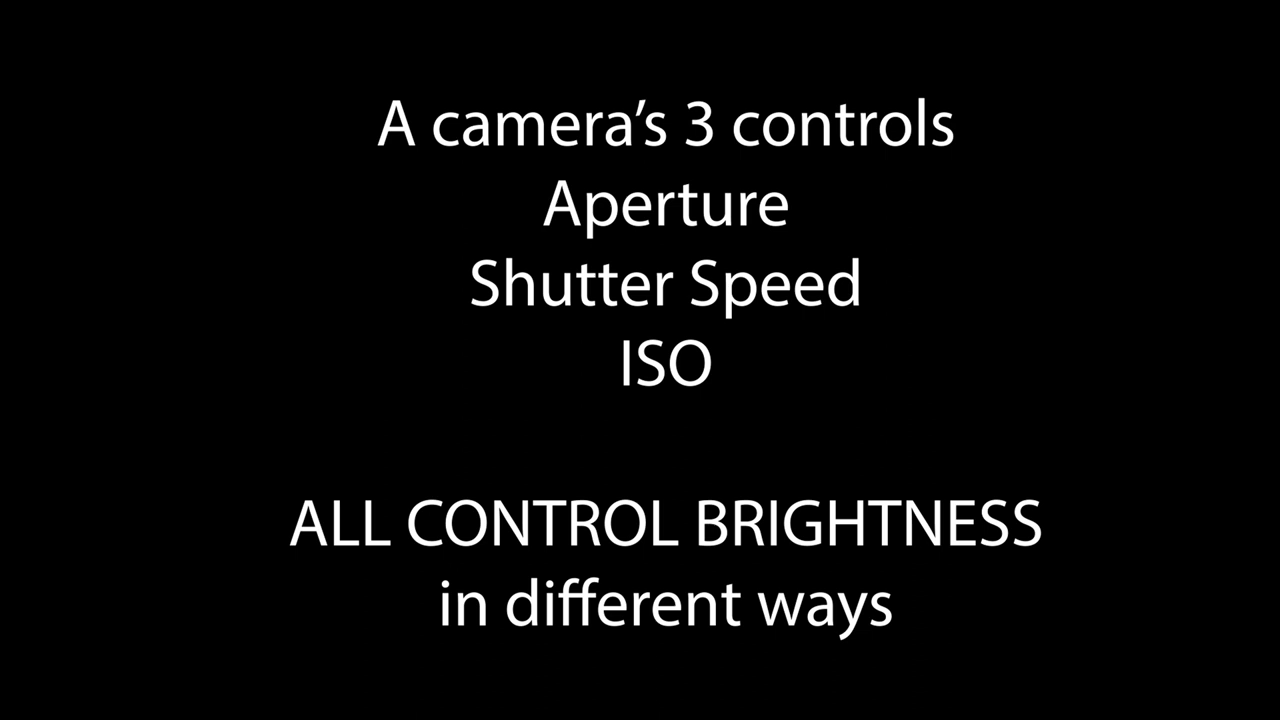 A camera’s 3 controls
Aperture
Shutter Speed
ISO
ALL CONTROL BRIGHTNESS
in different ways